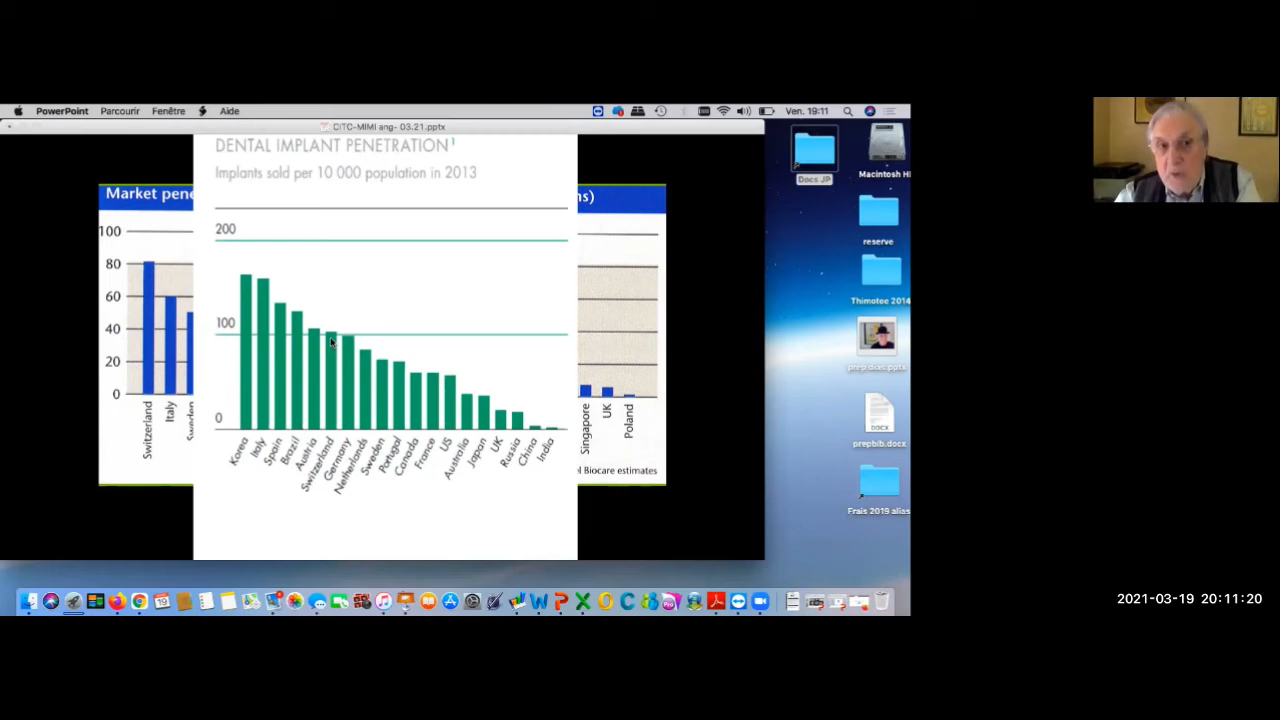 PowerPoint Parcourir Fenêtre Aide
Ven. 19:11
CITC-MIMI ang- 03.21.pptx
DENTAL IMPLANT PENETRATION¹
Implants sold per 10 000 population in 2013
200
100
0
Korea
Italy
Spain
Brazil
Austria
Switzerland
Germany
Netherlands
Sweden
Portugal
Canada
France
US
Australia
Japan
UK
Russia
China
India
Market pene
100
80
60
40
20
0
Switzerland
Italy
Sweden
s)
Singapore
UK
Poland
el Biocare estimates
Docs JP
Macintosh H
reserve
Thimotee 2014
DOCX
prepbib.docx
Frais 2019 alias
2021-03-19 20:11:20